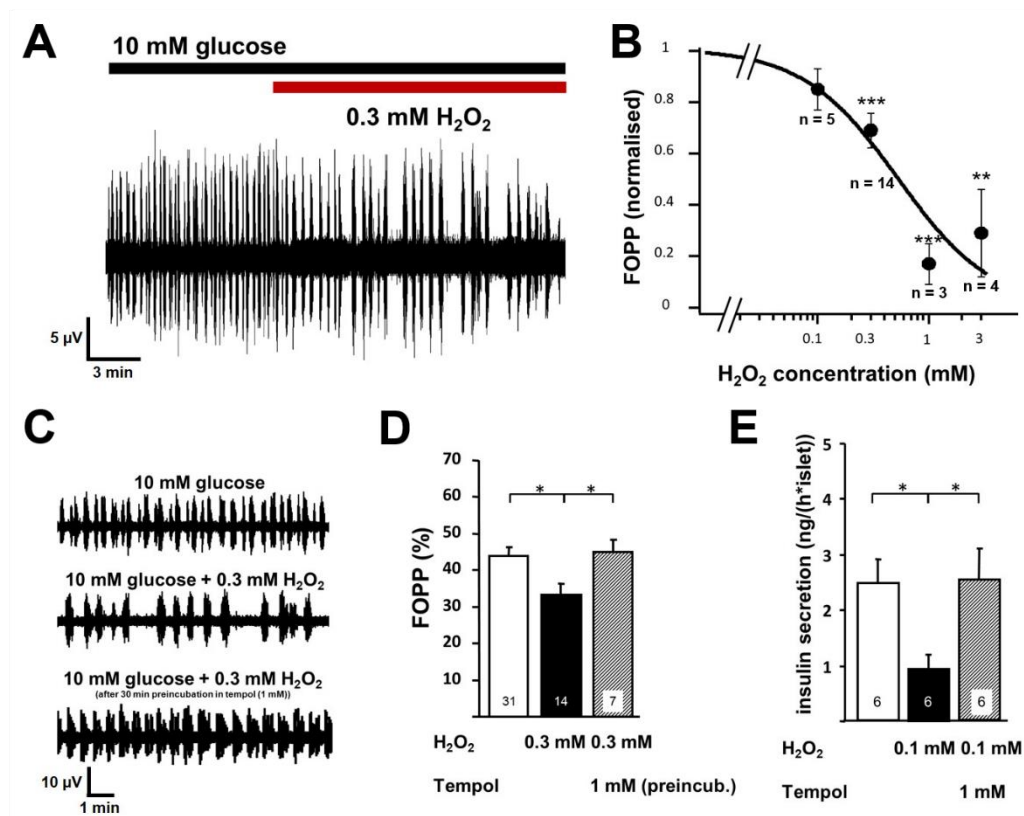 A
10 mM glucose
0.3 mM H₂O₂
5 µV
3 min
B
FOPP (normalised)
1
0.8
0.6
0.4
0.2
0
n = 5
***
n = 14
***
n = 3
**
n = 4
0.1
0.3
1
3
H₂O₂ concentration (mM)
C
10 mM glucose
10 mM glucose + 0.3 mM H₂O₂
10 mM glucose + 0.3 mM H₂O₂
(after 30 min preincubation in tempol (1 mM))
10 µV
1 min
D
FOPP (%)
70
60
50
40
30
20
10
* *
31 14 7
H₂O₂ 0.3 mM 0.3 mM
Tempol 1 mM (preincub.)
E
insulin secretion (ng/(h*islet))
5
4
3
2
1
* *
6 6 6
H₂O₂ 0.1 mM 0.1 mM
Tempol 1 mM